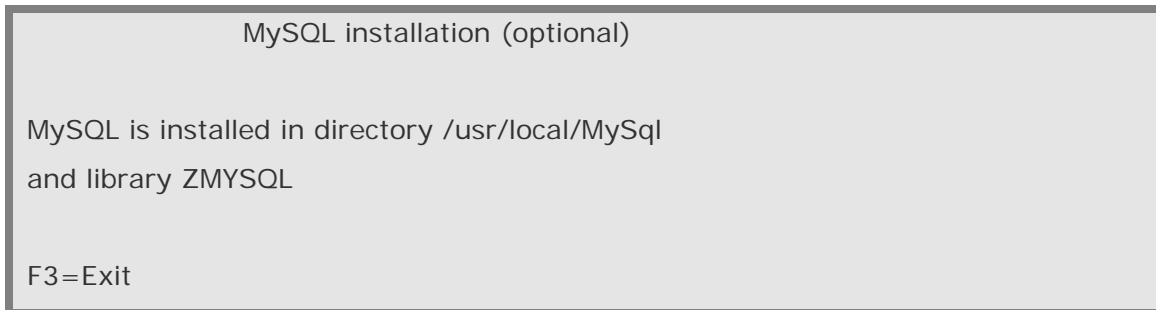 MySQL installation (optional)
MySQL is installed in directory /usr/local/MySql
and library ZMYSQL
F3=Exit